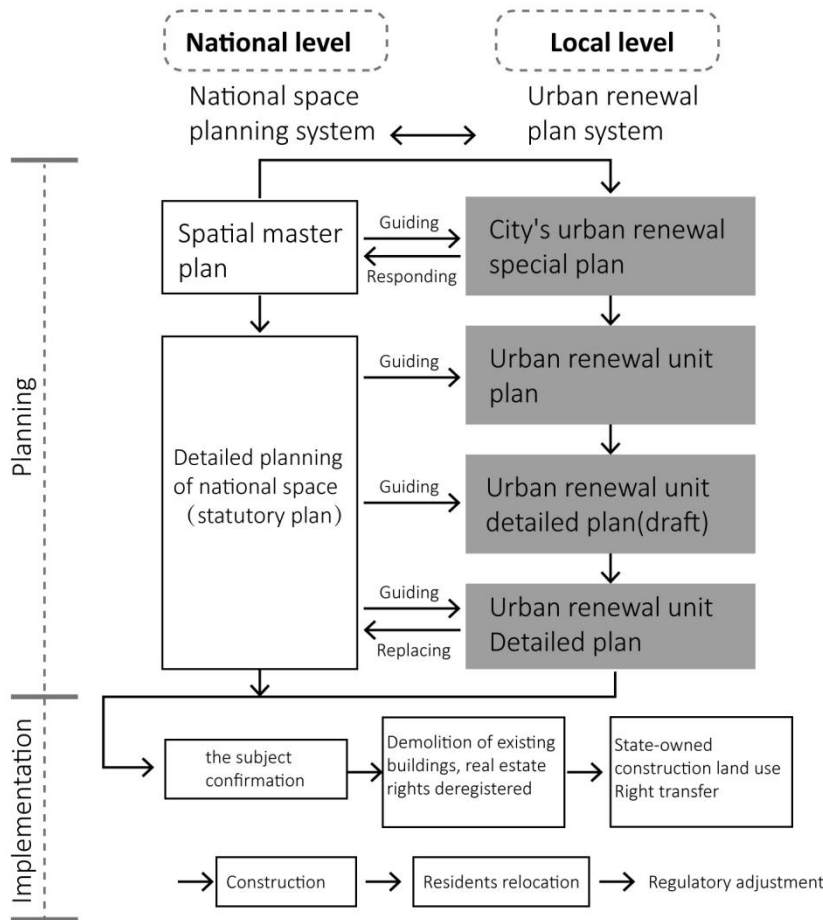 National level
Local level
National space
planning system
Urban renewal
plan system
Planning
Spatial master
plan
Guiding
Responding
City's urban renewal
special plan
Guiding
Urban renewal unit
plan
Detailed planning
of national space
（statutory plan）
Guiding
Urban renewal unit
detailed plan(draft)
Guiding
Replacing
Urban renewal unit
Detailed plan
Implementation
the subject
confirmation
Demolition of existing
buildings, real estate
rights deregistered
State-owned
construction land use
Right transfer
Construction
Residents relocation
Regulatory adjustment